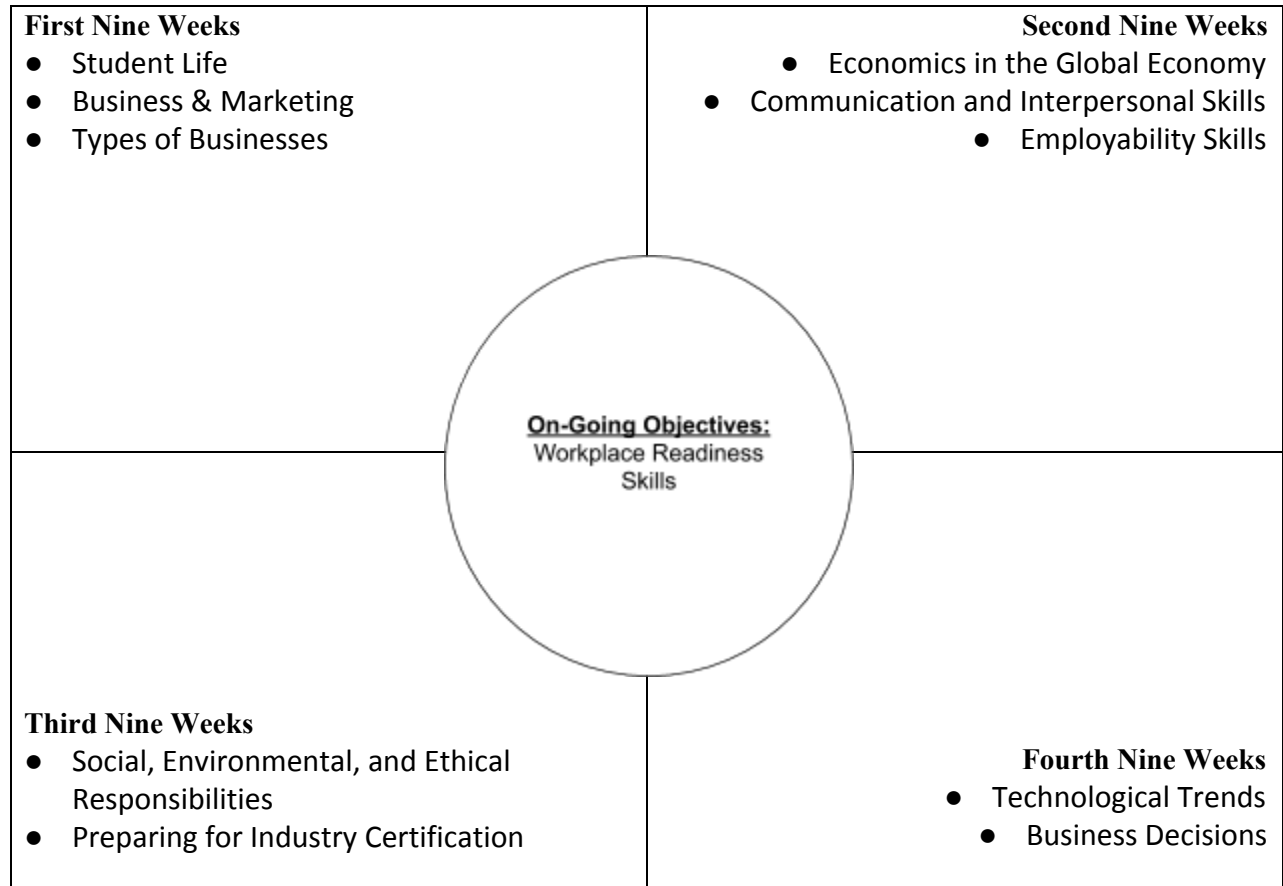 First Nine Weeks
● Student Life
● Business & Marketing
● Types of Businesses
Second Nine Weeks
● Economics in the Global Economy
● Communication and Interpersonal Skills
● Employability Skills
On-Going Objectives:
Workplace Readiness
Skills
Third Nine Weeks
● Social, Environmental, and Ethical
Responsibilities
● Preparing for Industry Certification
Fourth Nine Weeks
● Technological Trends
● Business Decisions